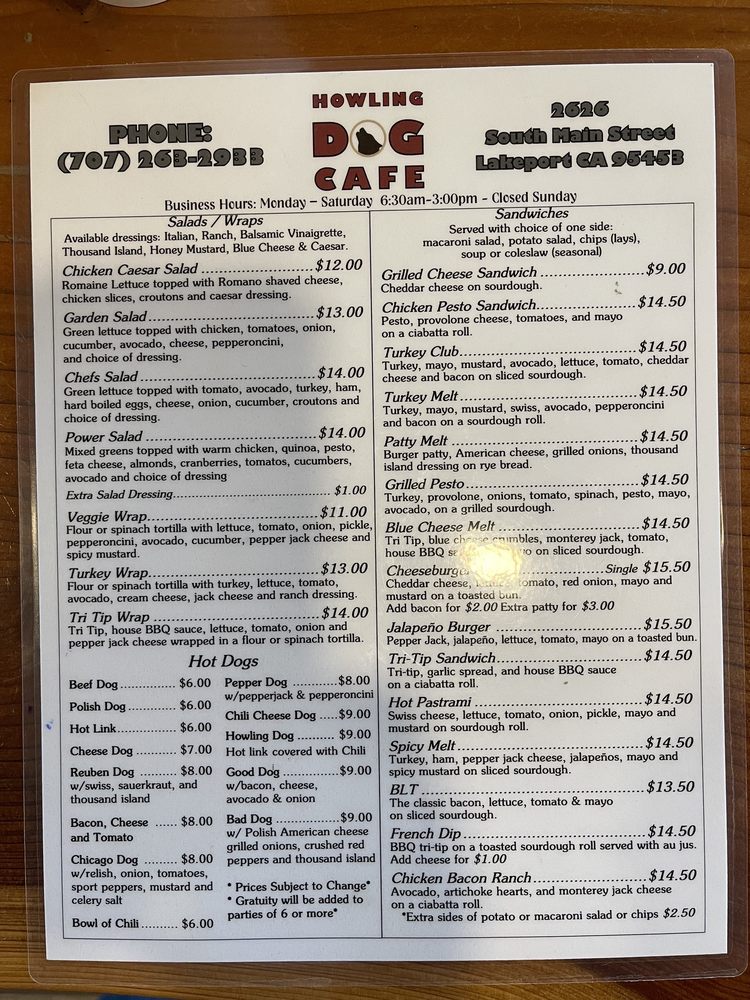 HOWLING
DOG
CAFE
PHONE:
(707) 263-2933
2626
South Main Street
Lakeport CA 95453
Business Hours: Monday – Saturday 6:30am-3:00pm - Closed Sunday
Salads / Wraps
Available dressings: Italian, Ranch, Balsamic Vinaigrette,
Thousand Island, Honey Mustard, Blue Cheese & Caesar.
Chicken Caesar Salad ........................$12.00
Romaine Lettuce topped with Romano shaved cheese,
chicken slices, croutons and caesar dressing.
Garden Salad....................................$13.00
Green lettuce topped with chicken, tomatoes, onion,
cucumber, avocado, cheese, pepperoncini,
and choice of dressing.
Chefs Salad ......................................$14.00
Green lettuce topped with tomato, avocado, turkey, ham,
hard boiled eggs, cheese, onion, cucumber, croutons and
choice of dressing.
Power Salad .....................................$14.00
Mixed greens topped with warm chicken, quinoa, pesto,
feta cheese, almonds, cranberries, tomatos, cucumbers,
avocado and choice of dressing
Extra Salad Dressing........................................ $1.00
Veggie Wrap.....................................$11.00
Flour or spinach tortilla with lettuce, tomato, onion, pickle,
pepperoncini, avocado, cucumber, pepper jack cheese and
spicy mustard.
Turkey Wrap.....................................$13.00
Flour or spinach tortilla with turkey, lettuce, tomato,
avocado, cream cheese, jack cheese and ranch dressing.
Tri Tip Wrap .....................................$14.00
Tri Tip, house BBQ sauce, lettuce, tomato, onion and
pepper jack cheese wrapped in a flour or spinach tortilla.
Hot Dogs
Beef Dog .............. $6.00
Polish Dog ............. $6.00
Hot Link................. $6.00
Cheese Dog .......... $7.00
Reuben Dog ......... $8.00
w/swiss, sauerkraut, and
thousand island
Bacon, Cheese ...... $8.00
and Tomato
Chicago Dog ......... $8.00
w/relish, onion, tomatoes,
sport peppers, mustard and
celery salt
Bowl of Chili .......... $6.00
Pepper Dog ............$8.00
w/pepperjack & pepperoncini
Chili Cheese Dog .....$9.00
Howling Dog .......... $9.00
Hot link covered with Chili
Good Dog ...............$9.00
w/bacon, cheese,
avocado & onion
Bad Dog .................$9.00
w/ Polish American cheese
grilled onions, crushed red
peppers and thousand island
* Prices Subject to Change*
* Gratuity will be added to
parties of 6 or more*
Sandwiches
Served with choice of one side:
macaroni salad, potato salad, chips (lays),
soup or coleslaw (seasonal)
Grilled Cheese Sandwich ......................$9.00
Cheddar cheese on sourdough.
Chicken Pesto Sandwich......................$14.50
Pesto, provolone cheese, tomatoes, and mayo
on a ciabatta roll.
Turkey Club.......................................$14.50
Turkey, mayo, mustard, avocado, lettuce, tomato, cheddar
cheese and bacon on sliced sourdough.
Turkey Melt.......................................$14.50
Turkey, mayo, mustard, swiss, avocado, pepperoncini
and bacon on a sourdough roll.
Patty Melt ........................................$14.50
Burger patty, American cheese, grilled onions, thousand
island dressing on rye bread.
Grilled Pesto.....................................$14.50
Turkey, provolone, onions, tomato, spinach, pesto, mayo,
avocado, on a grilled sourdough.
Blue Cheese Melt ..............................$14.50
Tri Tip, blue cheese crumbles, monterey jack, tomato,
house BBQ on sliced sourdough.
Cheeseburger Single $15.50
Cheddar cheese, tomato, red onion, mayo and
mustard on a toasted bun.
Add bacon for $2.00 Extra patty for $3.00
Jalapeño Burger ................................$15.50
Pepper Jack, jalapeño, lettuce, tomato, mayo on a toasted bun.
Tri-Tip Sandwich................................$14.50
Tri-tip, garlic spread, and house BBQ sauce
on a ciabatta roll.
Hot Pastrami ....................................$14.50
Swiss cheese, lettuce, tomato, onion, pickle, mayo and
mustard on sourdough roll.
Spicy Melt........................................$14.50
Turkey, ham, pepper jack cheese, jalapeños, mayo and
spicy mustard on sliced sourdough.
BLT ................................................$13.50
The classic bacon, lettuce, tomato & mayo
on sliced sourdough.
French Dip .......................................$14.50
BBQ tri-tip on a toasted sourdough roll served with au jus.
Add cheese for $1.00
Chicken Bacon Ranch.........................$14.50
Avocado, artichoke hearts, and monterey jack cheese
on a ciabatta roll.
*Extra sides of potato or macaroni salad or chips $2.50